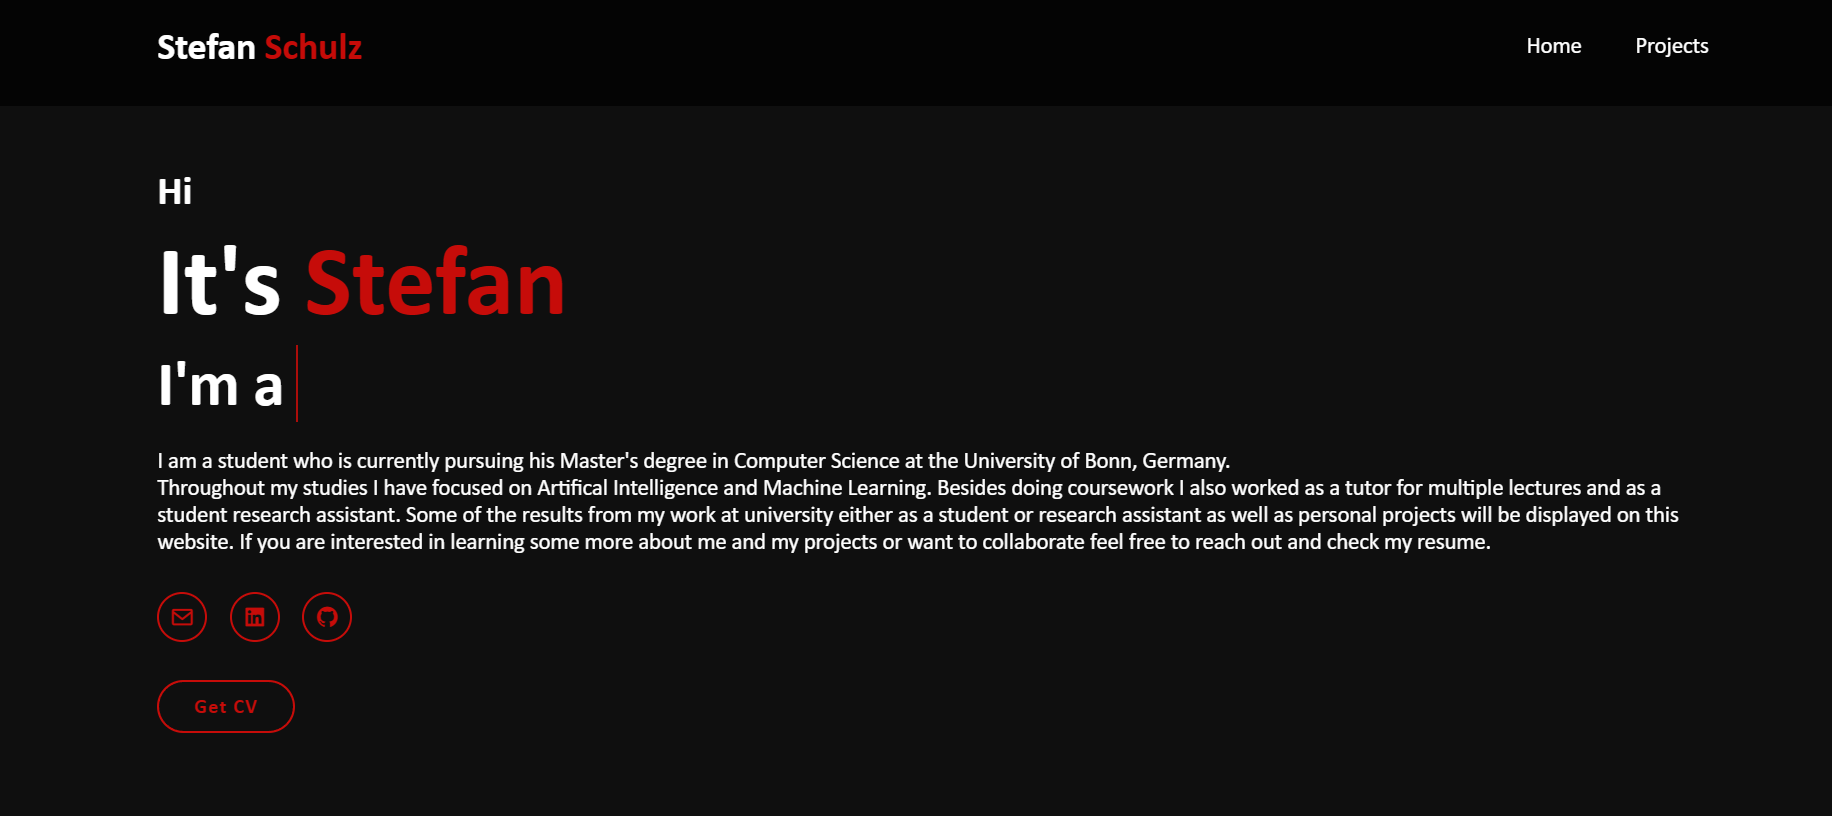 Stefan Schulz
Home
Projects
Hi
It's Stefan
I'm a
I am a student who is currently pursuing his Master's degree in Computer Science at the University of Bonn, Germany.
Throughout my studies I have focused on Artifical Intelligence and Machine Learning. Besides doing coursework I also worked as a tutor for multiple lectures and as a
student research assistant. Some of the results from my work at university either as a student or research assistant as well as personal projects will be displayed on this
website. If you are interested in learning some more about me and my projects or want to collaborate feel free to reach out and check my resume.
in
Get CV